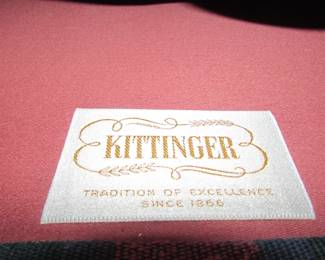 KITTINGER
TRADITION OF EXCELLENCE
SINCE 1866